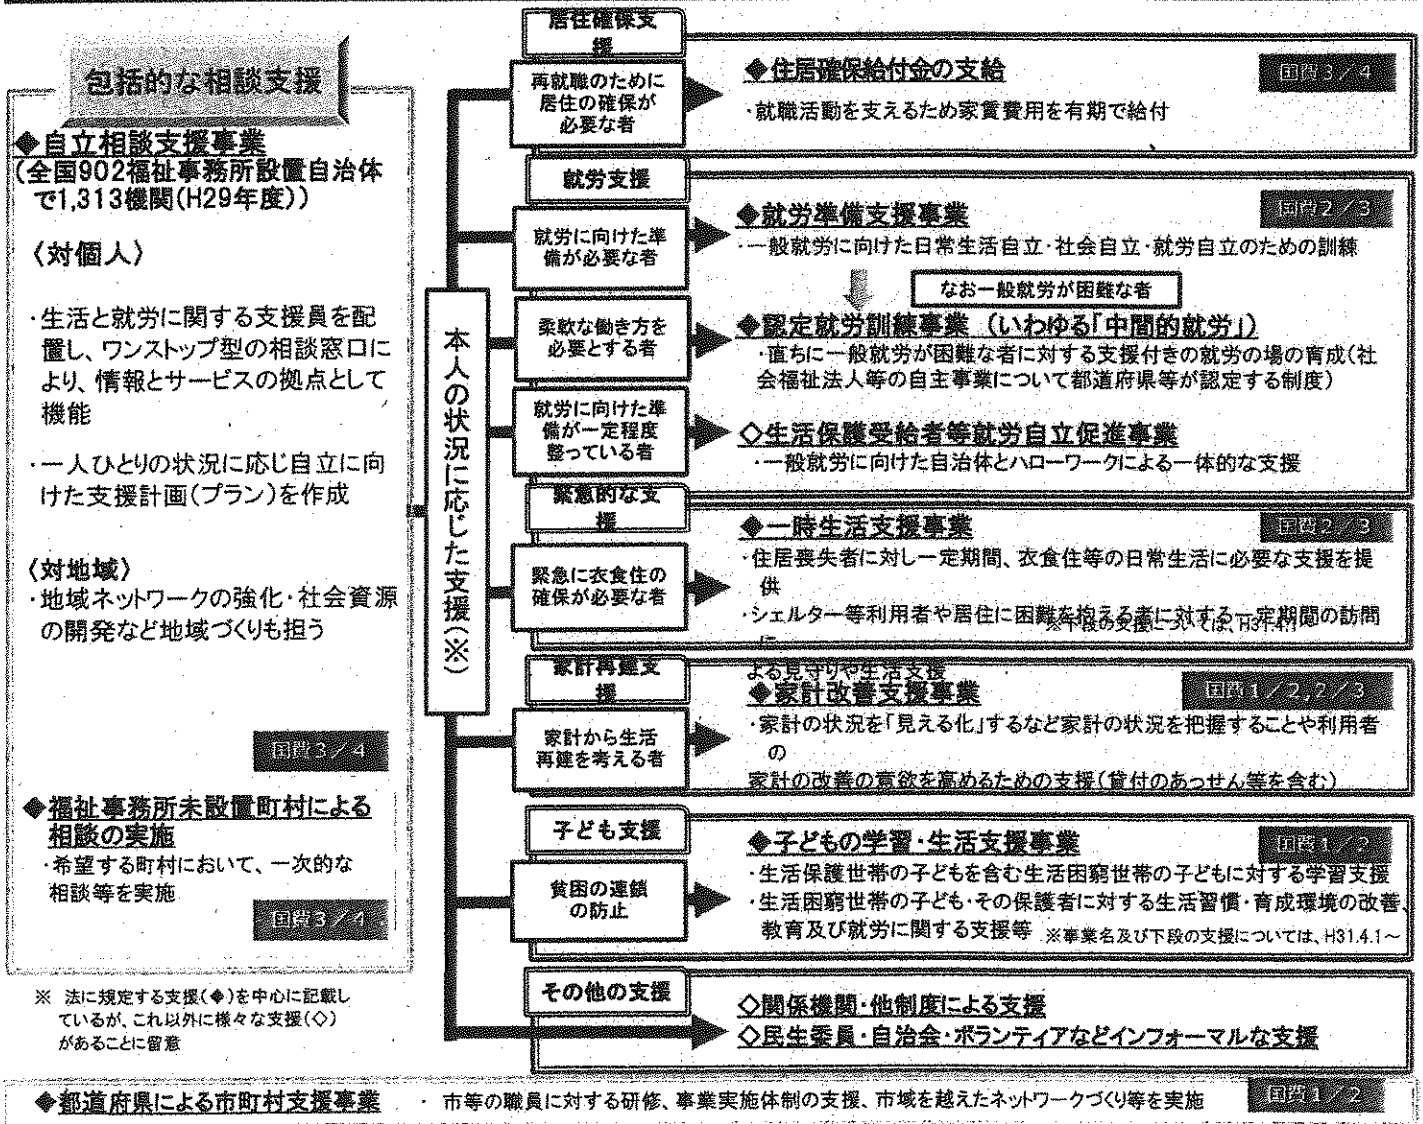 包括的な相談支援
◆自立相談支援事業
(全国902福祉事務所設置自治体
で1,313機関(H29年度))
〈対個人〉
・生活と就労に関する支援員を配
置し、ワンストップ型の相談窓口に
より、情報とサービスの拠点として
機能
・一人ひとりの状況に応じ自立に向
けた支援計画(プラン)を作成
〈対地域〉
・地域ネットワークの強化・社会資源
の開発など地域づくりも担う
国費3/4
◆福祉事務所未設置町村による
相談の実施
・希望する町村において、一次的な
相談等を実施
国費3/4
※ 法に規定する支援(◆)を中心に記載し
ているが、これ以外に様々な支援(◇)
があることに留意
本人の状況に応じた支援(※)
居住確保支
援
再就職のために
居住の確保が
必要な者
◆住居確保給付金の支給
国費3/4
・就職活動を支えるため家賃費用を有期で給付
就労支援
就労に向けた準
備が必要な者
◆就労準備支援事業
国費2/3
・一般就労に向けた日常生活自立・社会自立・就労自立のための訓練
なお一般就労が困難な者
柔軟な働き方を
必要とする者
◆認定就労訓練事業 (いわゆる「中間的就労」)
・直ちに一般就労が困難な者に対する支援付きの就労の場の育成(社
会福祉法人等の自主事業について都道府県等が認定する制度)
就労に向けた準
備が一定程度
整っている者
◇生活保護受給者等就労自立促進事業
・一般就労に向けた自治体とハローワークによる一体的な支援
緊急的な支
援
緊急に衣食住の
確保が必要な者
◆一時生活支援事業
国費2/3
・住居喪失者に対し一定期間、衣食住等の日常生活に必要な支援を提
供
・シェルター等利用者や居住に困難を抱える者に対する一定期間の訪問
に
よる見守りや生活支援
※下段の支援については、H31.4.1～
家計再建支
援
家計から生活
再建を考える者
◆家計改善支援事業
国費1/2,2/3
・家計の状況を「見える化」するなど家計の状況を把握することや利用者
の
家計の改善の意欲を高めるための支援(貸付のあっせん等を含む)
子ども支援
貧困の連鎖
の防止
◆子どもの学習・生活支援事業
国費1/2
・生活保護世帯の子どもを含む生活困窮世帯の子どもに対する学習支援
・生活困窮世帯の子ども・その保護者に対する生活習慣・育成環境の改善、
教育及び就労に関する支援等 ※事業名及び下段の支援については、H31.4.1～
その他の支援
◇関係機関・他制度による支援
◇民生委員・自治会・ボランティアなどインフォーマルな支援
◆都道府県による市町村支援事業 ・ 市等の職員に対する研修、事業実施体制の支援、市域を越えたネットワークづくり等を実施
国費1/2